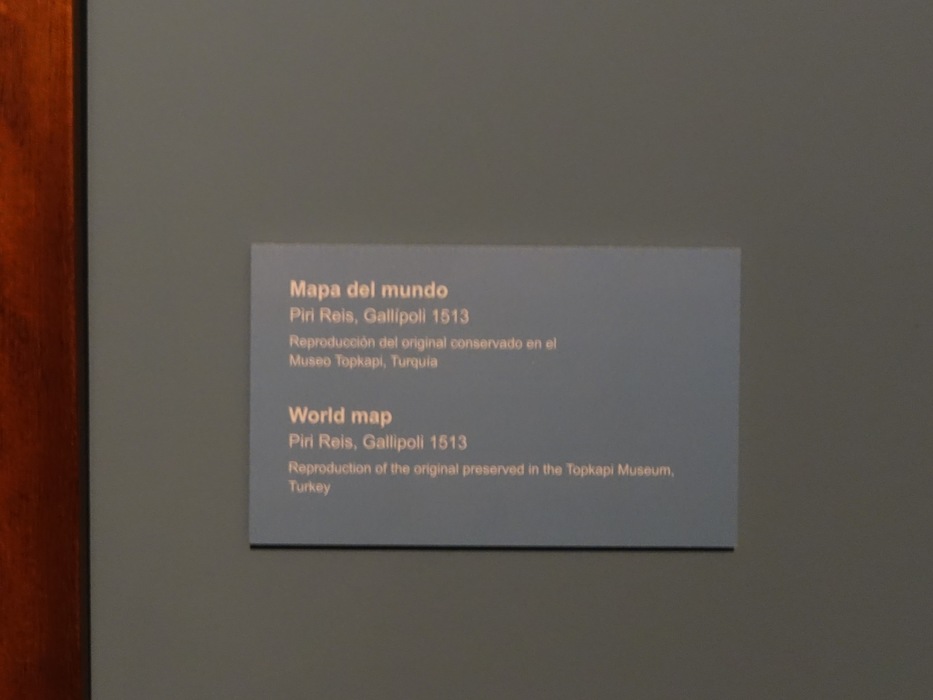 Mapa del mundo
Piri Reis, Gallípoli 1513
Reproducción del original conservado en el
Museo Topkapi, Turquía
World map
Piri Reis, Gallipoli 1513
Reproduction of the original preserved in the Topkapi Museum,
Turkey